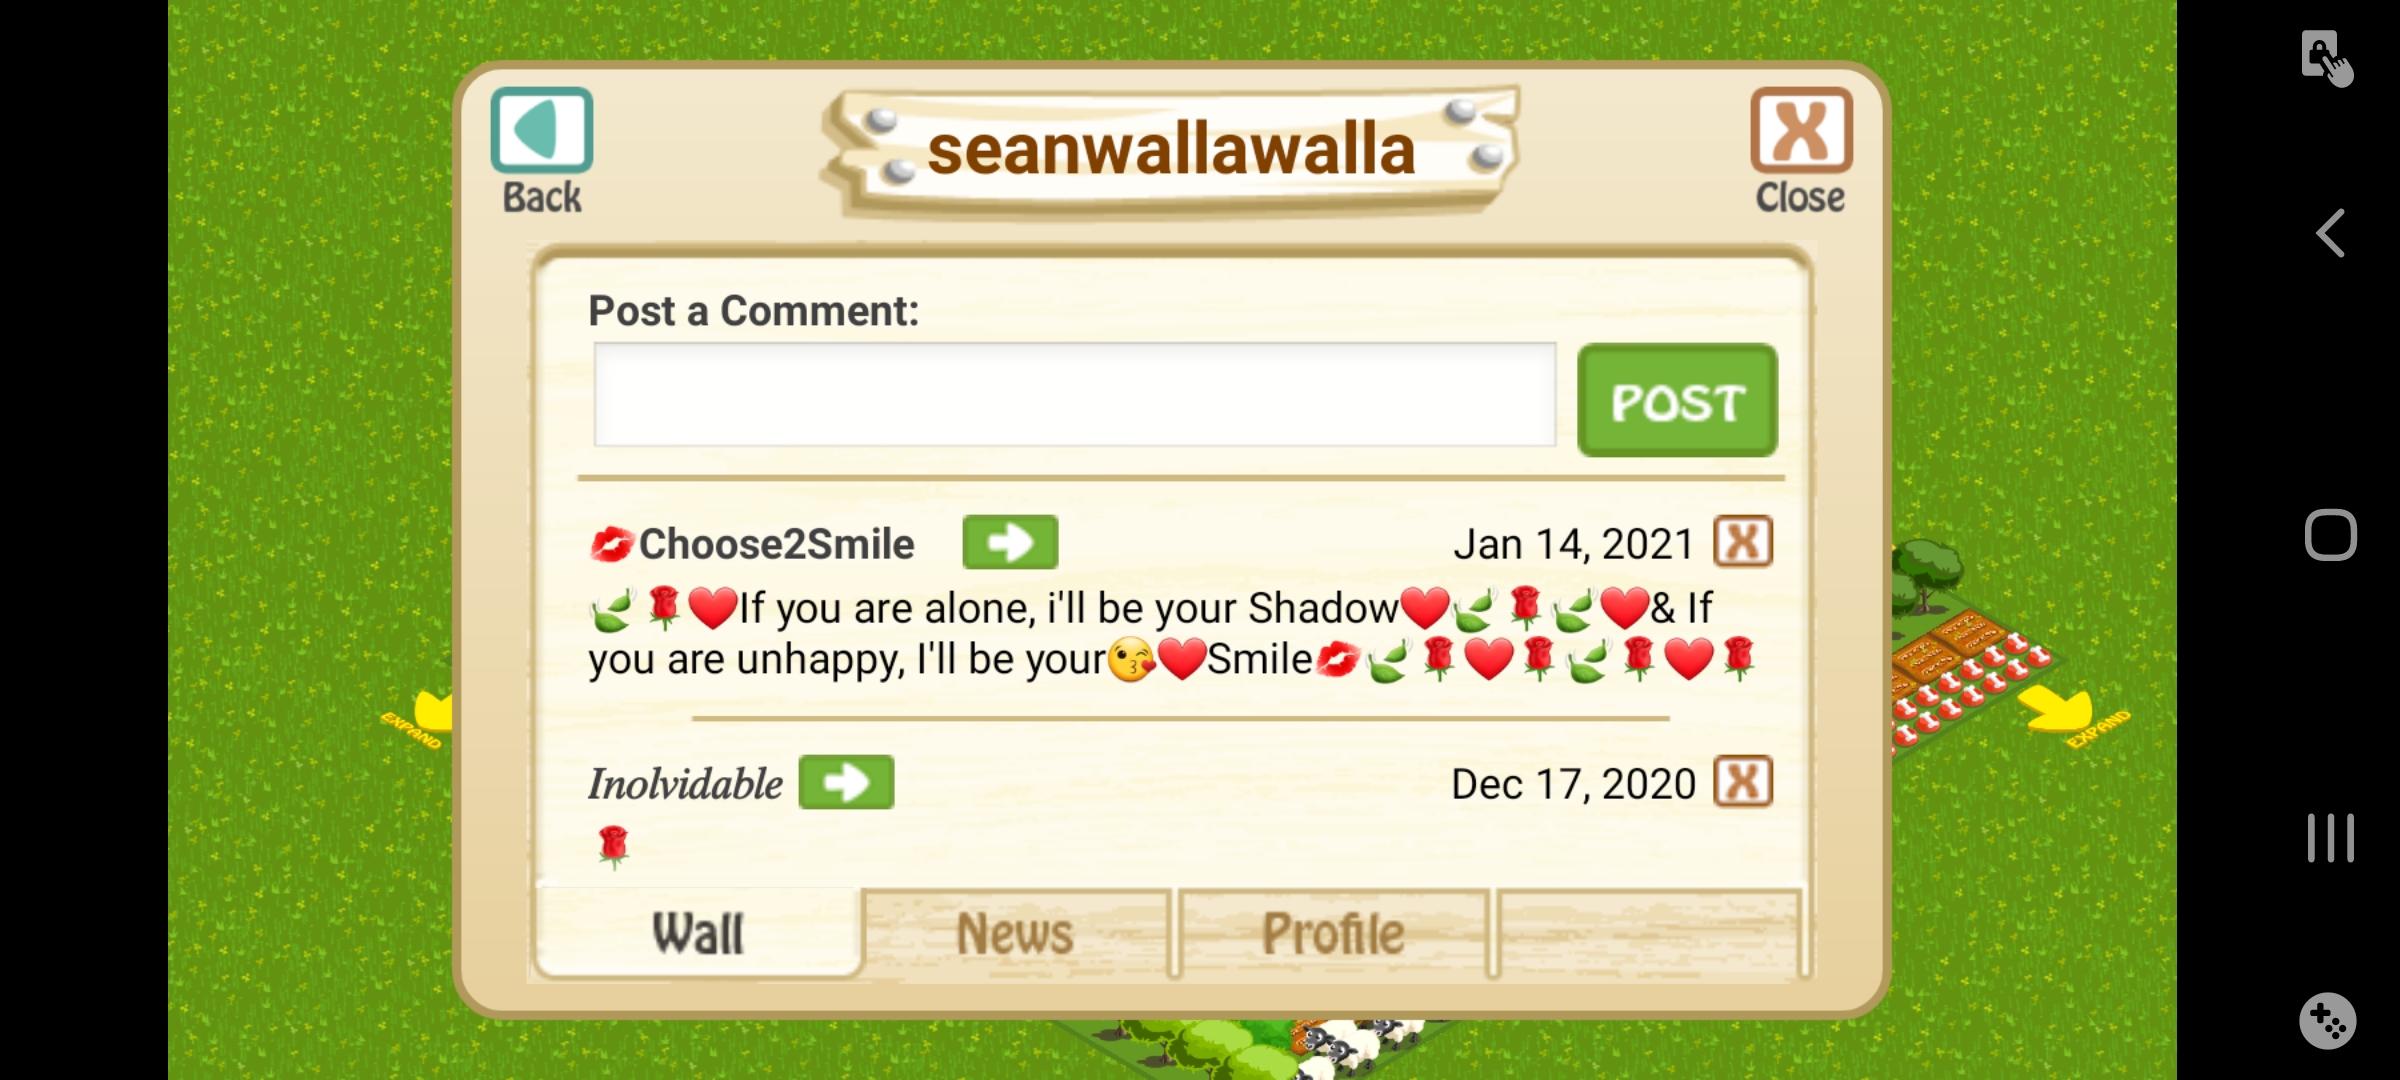 Back
seanwallawalla
Close
Post a Comment:
POST
💋Choose2Smile
Jan 14, 2021
🍃🌹❤️If you are alone, i'll be your Shadow❤️🍃🌹🍃❤️& If
you are unhappy, I'll be your😘❤️Smile💋🍃🌹❤️🌹🍃🌹❤️🌹
Inolvidable
Dec 17, 2020
🌹
EXPAND
EXPAND
Wall
News
Profile